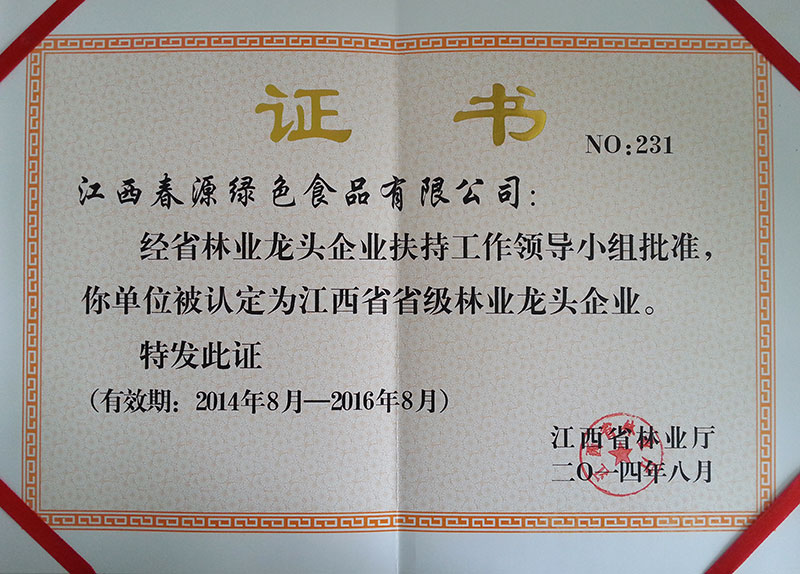 证书
NO:231
江西春源绿色食品有限公司:
经省林业龙头企业扶持工作领导小组批准,
你单位被认定为江西省省级林业龙头企业。
特发此证
(有效期: 2014年8月—2016年8月)
江西省林业厅
二〇一四年八月